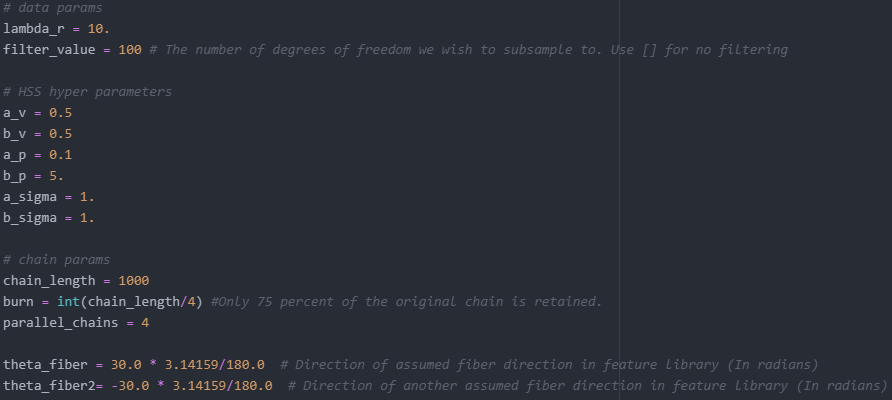 # data params
lambda_r = 10.
filter_value = 100 # The number of degrees of freedom we wish to subsample to. Use [] for no filtering
# HSS hyper parameters
a_v = 0.5
b_v = 0.5
a_p = 0.1
b_p = 5.
a_sigma = 1.
b_sigma = 1.
# chain params
chain_length = 1000
burn = int(chain_length/4) #Only 75 percent of the original chain is retained.
parallel_chains = 4
theta_fiber = 30.0 * 3.14159/180.0  # Direction of assumed fiber direction in feature library (In radians)
theta_fiber2= -30.0 * 3.14159/180.0  # Direction of another assumed fiber direction in feature library (In radians)